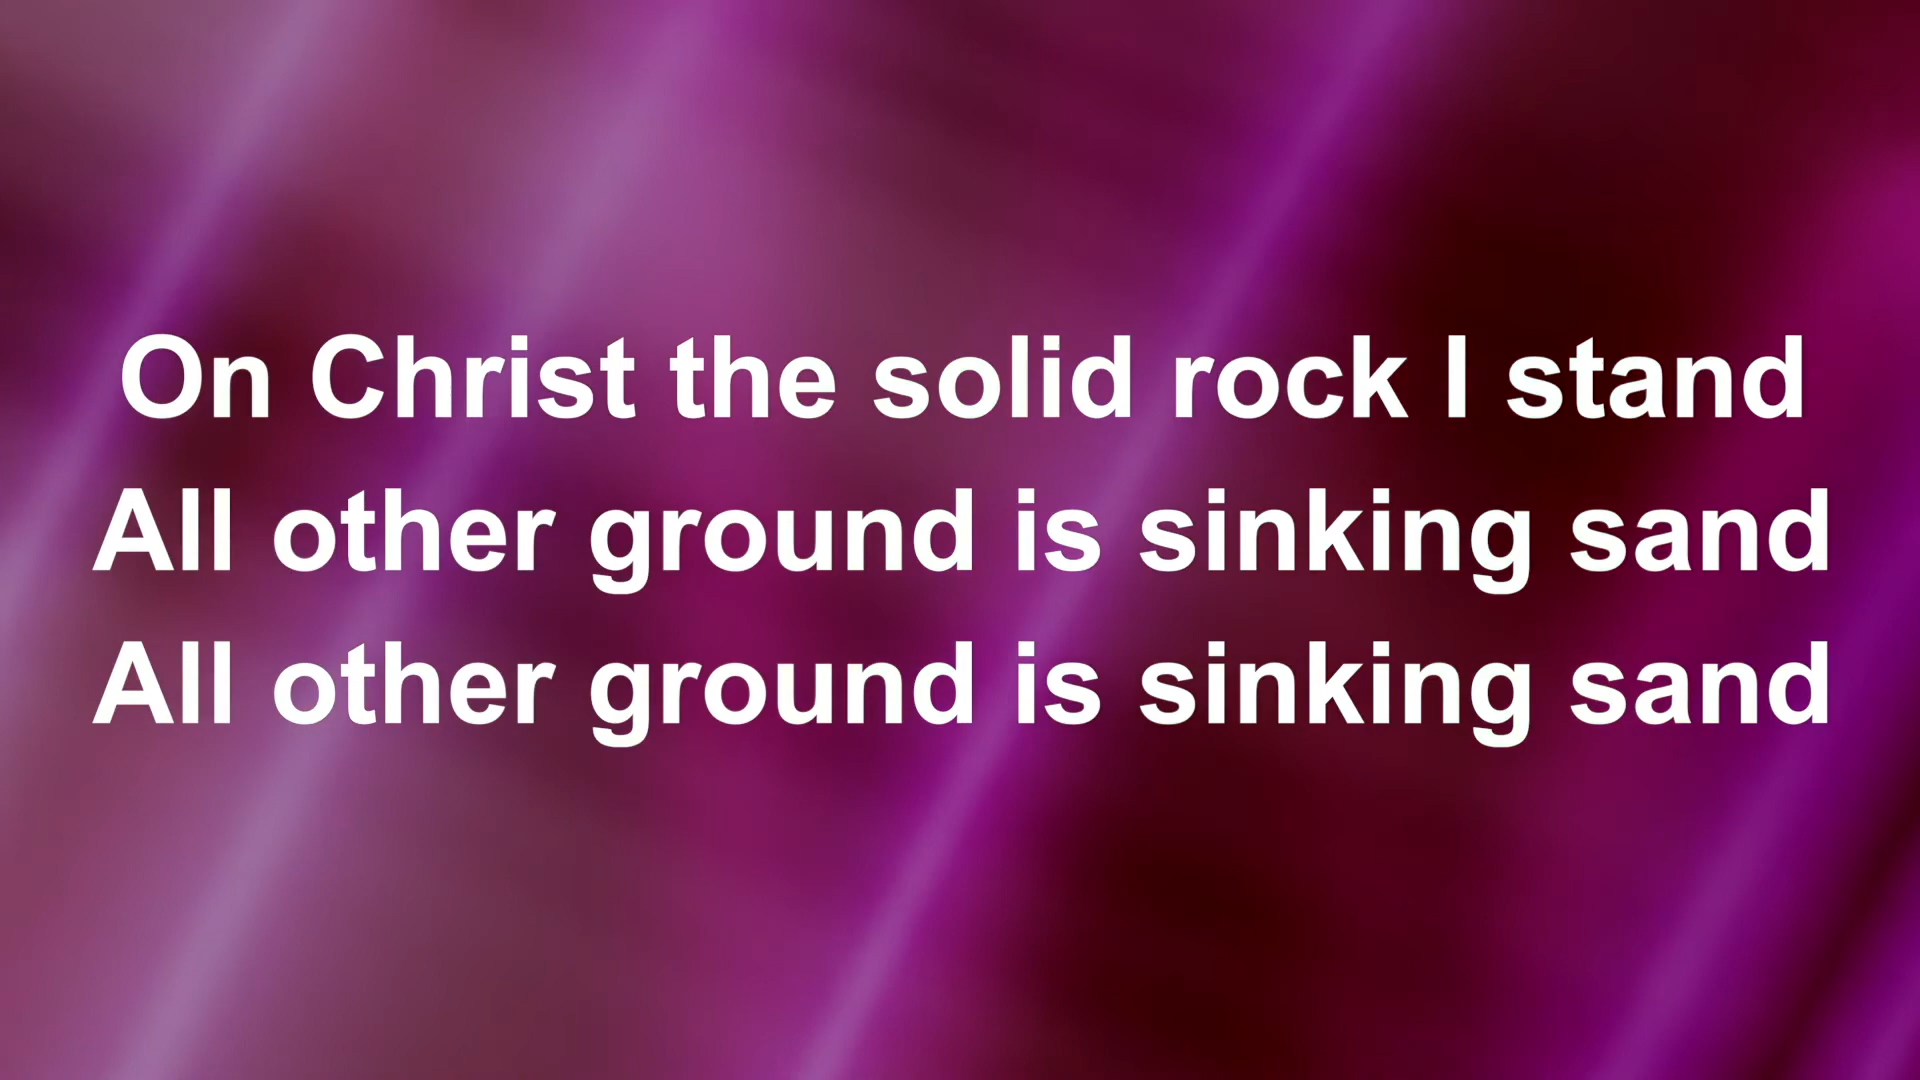 On Christ the solid rock I stand
All other ground is sinking sand
All other ground is sinking sand